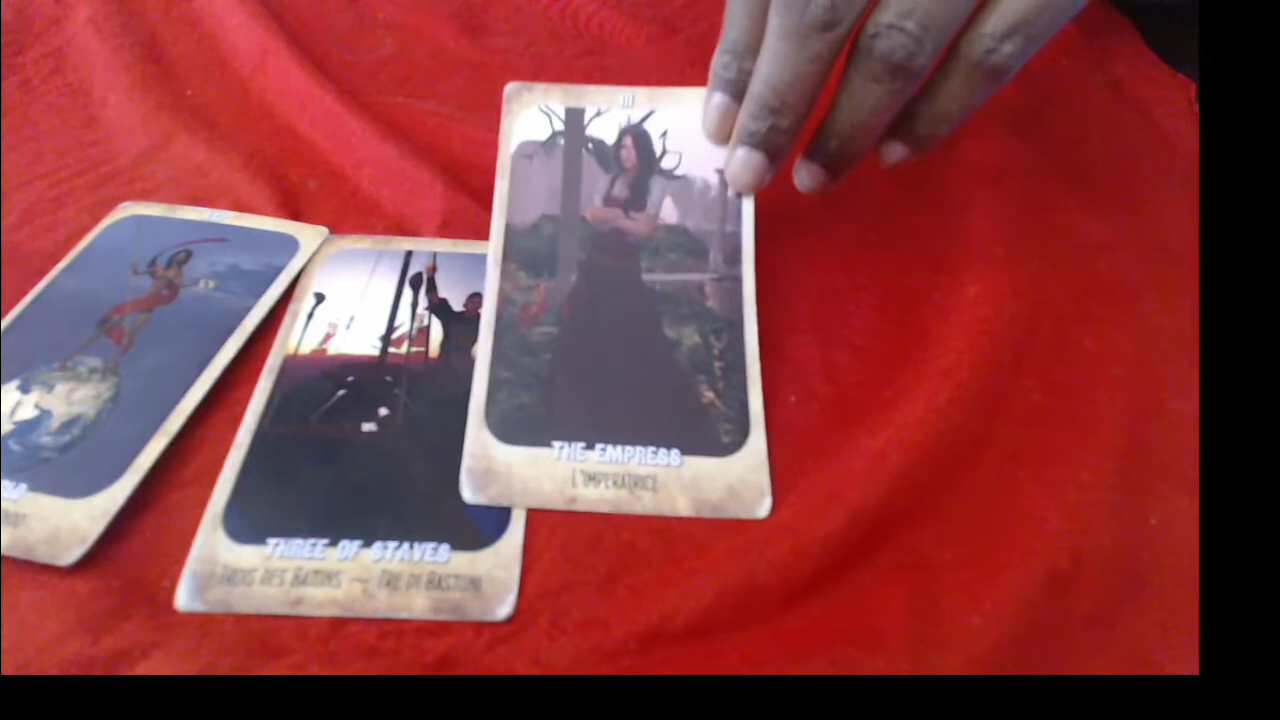 III
THE EMPRESS
L'IMPERATRICE
THREE OF STAVES
TROIS DES BATONS ~ TRE DI BASTONI